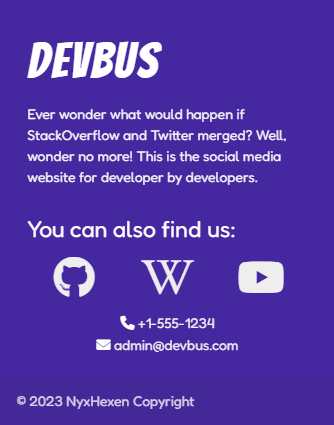 DEVBUS
Ever wonder what would happen if
StackOverflow and Twitter merged? Well,
wonder no more! This is the social media
website for developer by developers.
You can also find us:
W
+1-555-1234
admin@devbus.com
© 2023 NyxHexen Copyright